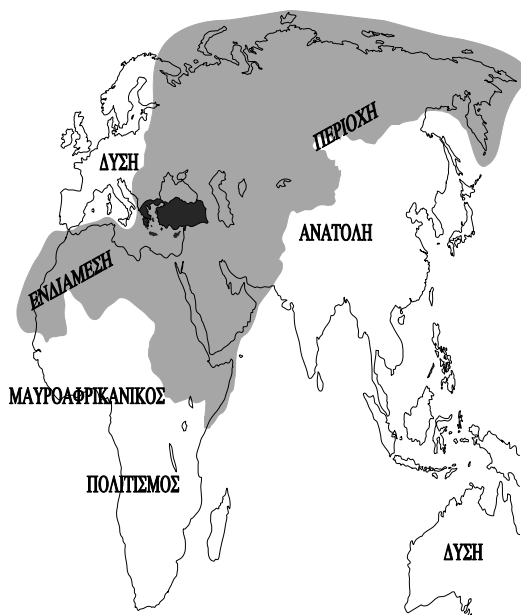 ΠΕΡΙΟΧΗ
ΔΥΣΗ
ΑΝΑΤΟΛΗ
ΕΝΔΙΑΜΕΣΗ
ΜΑΥΡΟΑΦΡΙΚΑΝΙΚΟΣ
ΠΟΛΙΤΙΣΜΟΣ
ΔΥΣΗ